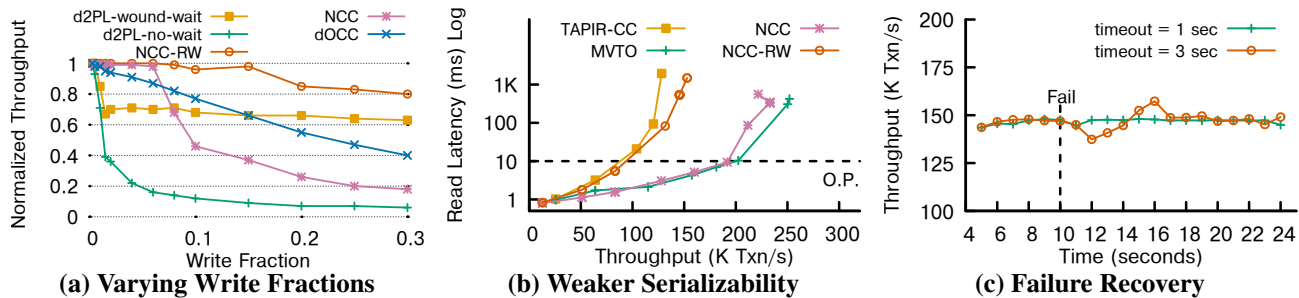 d2PL-wound-wait
d2PL-no-wait
NCC-RW
NCC
dOCC
Normalized Throughput
1
0.8
0.6
0.4
0.2
0
0 0.1 0.2 0.3
Write Fraction
(a) Varying Write Fractions
TAPIR-CC
MVTO
NCC
NCC-RW
Read Latency (ms) Log
1K
100
10
1
O.P.
0 50 100 150 200 250 300
Throughput (K Txn/s)
(b) Weaker Serializability
timeout = 1 sec
timeout = 3 sec
Throughput (K Txn/s)
200
175
150
125
100
Fail
4 6 8 10 12 14 16 18 20 22 24
Time (seconds)
(c) Failure Recovery